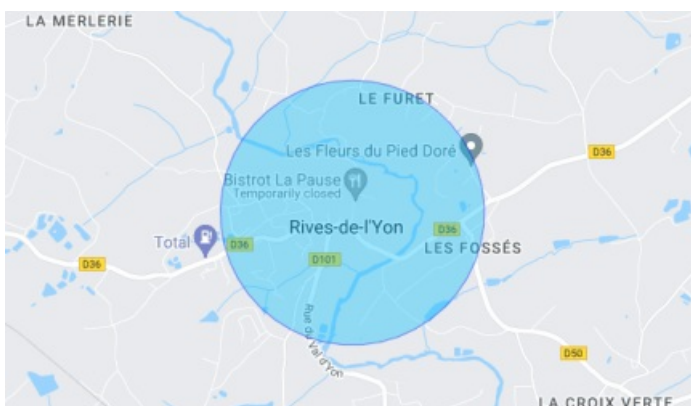 LA MERLERIE
LE FURET
Les Fleurs du Pied Doré
D36
Bistrot La Pause
Temporarily closed
Rives-de-l'Yon
D36
Total
D36
LES FOSSÉS
D36
D101
Rue du Val d'Yon
D50
LA CROIX VERTE